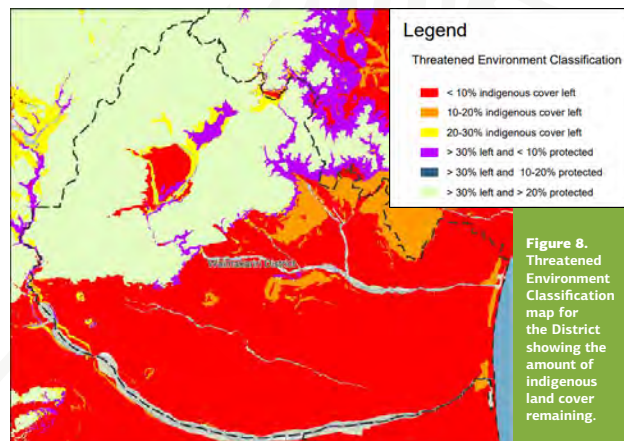 Legend
Threatened Environment Classification
< 10% indigenous cover left
10-20% indigenous cover left
20-30% indigenous cover left
> 30% left and < 10% protected
> 30% left and 10-20% protected
> 30% left and > 20% protected
Figure 8.
Threatened
Environment
Classification
map for
the District
showing the
amount of
indigenous
land cover
remaining.